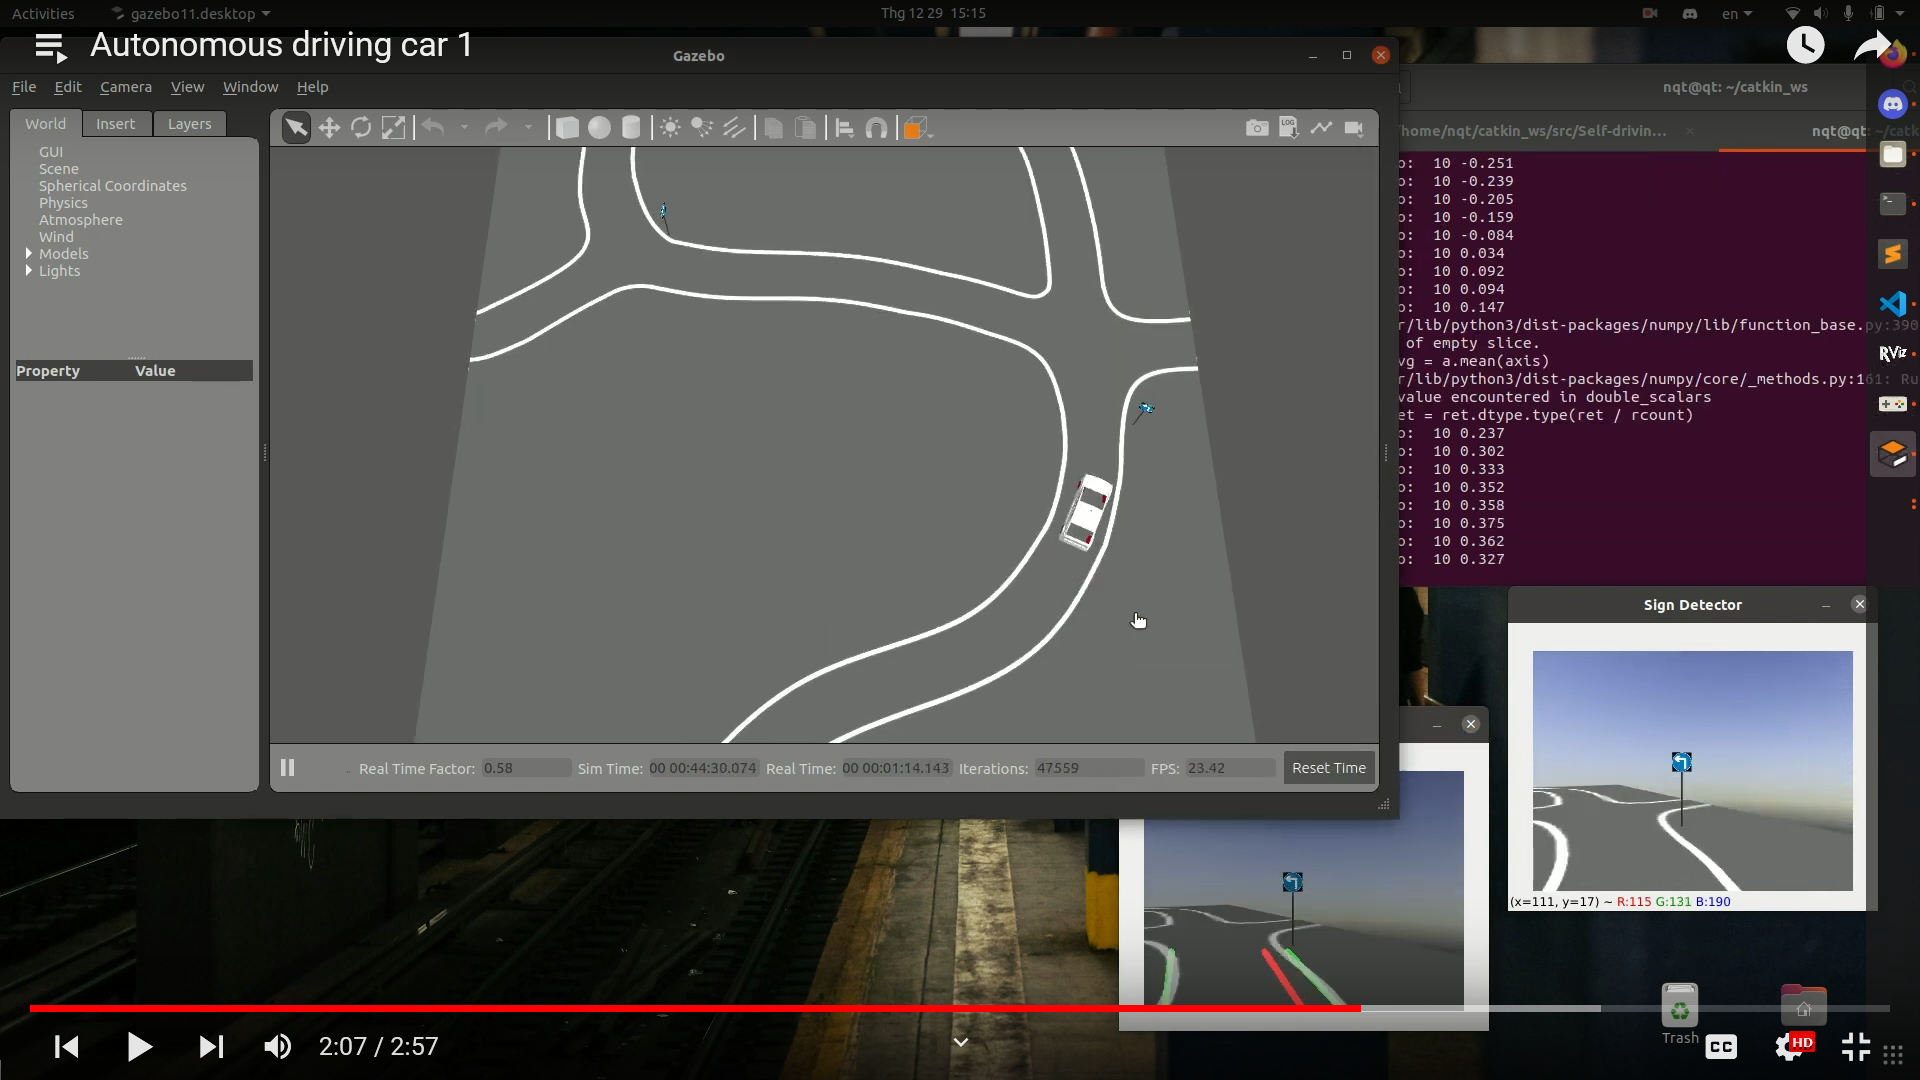 Activities
gazebo11.desktop
Thg 12 29 15:15
en
Autonomous driving car 1
Gazebo
nqt@qt: ~/catkin_ws
File Edit Camera View Window Help
World Insert Layers
LOG
/home/nqt/catkin_ws/src/Self-drivin...
nqt@qt: ~/catk
GUI
Scene
Spherical Coordinates
Physics
Atmosphere
Wind
Models
Lights
Property Value
o: 10 -0.251
o: 10 -0.239
o: 10 -0.205
o: 10 -0.159
o: 10 -0.084
o: 10 0.034
o: 10 0.092
o: 10 0.094
o: 10 0.147
r/lib/python3/dist-packages/numpy/lib/function_base.py:390
of empty slice.
vg = a.mean(axis)
r/lib/python3/dist-packages/numpy/core/_methods.py:161: Ru
value encountered in double_scalars
et = ret.dtype.type(ret / rcount)
o: 10 0.237
o: 10 0.302
o: 10 0.333
o: 10 0.352
o: 10 0.358
o: 10 0.375
o: 10 0.362
o: 10 0.327
RViz
Sign Detector
(x=111, y=17) ~ R:115 G:131 B:190
Real Time Factor: 0.58 Sim Time: 00 00:44:30.074 Real Time: 00 00:01:14.143 Iterations: 47559 FPS: 23.42 Reset Time
Trash
2:07 / 2:57
CC
HD